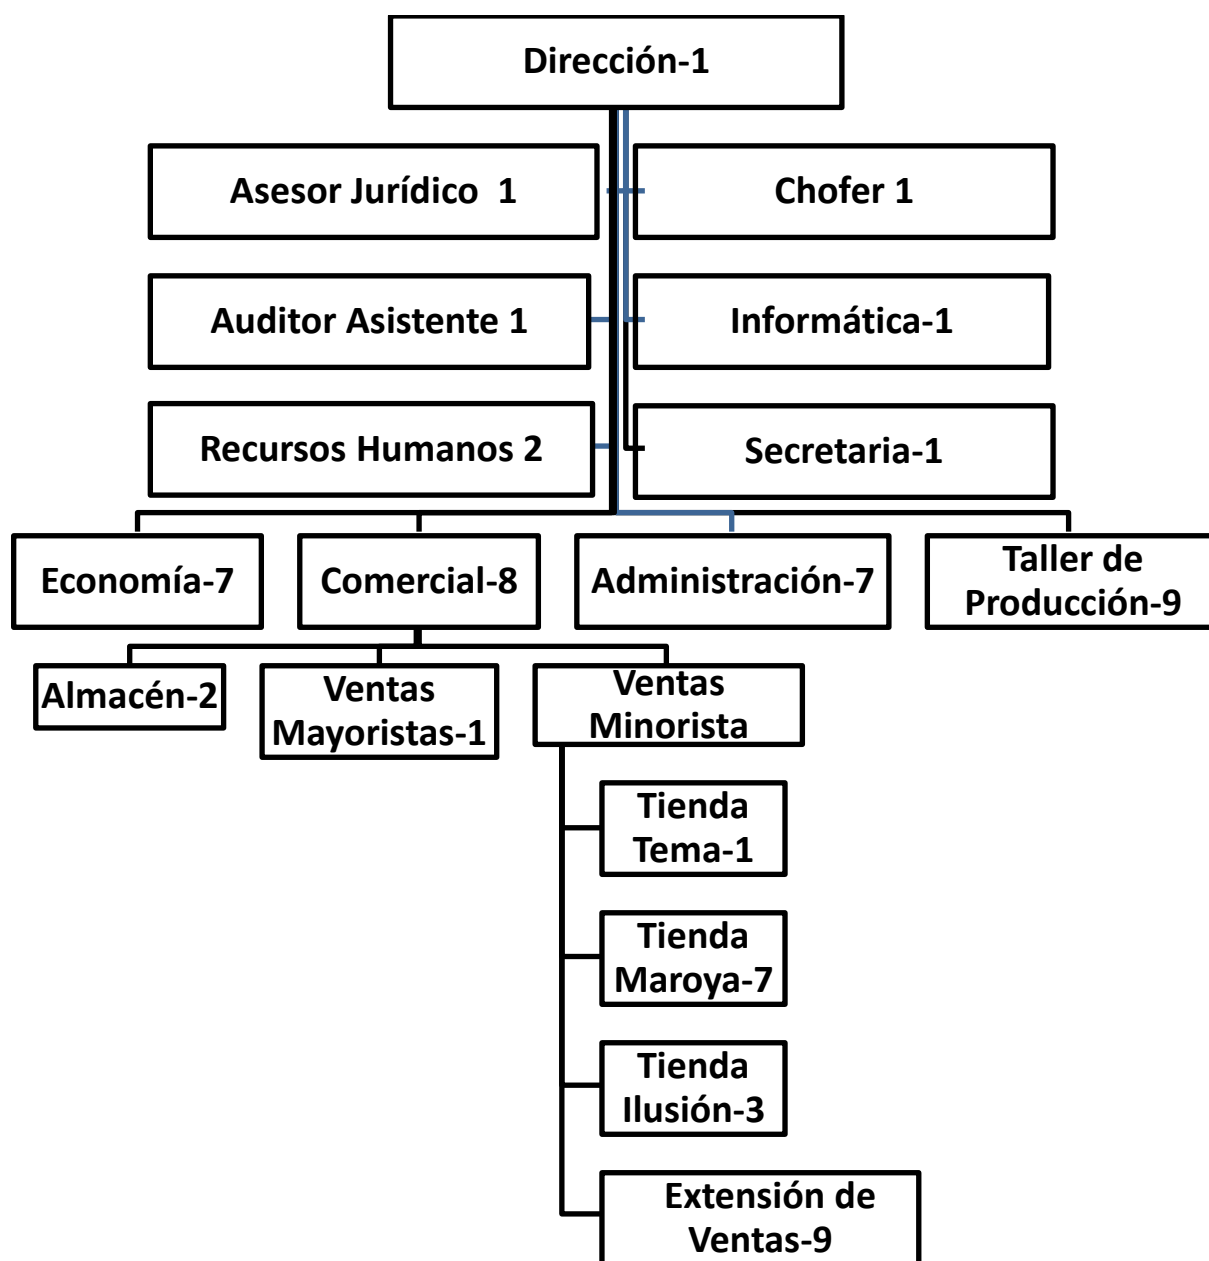 Dirección-1
Asesor Jurídico 1
Chofer 1
Auditor Asistente 1
Informática-1
Recursos Humanos 2
Secretaria-1
Economía-7
Comercial-8
Administración-7
Taller de
Producción-9
Almacén-2
Ventas
Mayoristas-1
Ventas
Minorista
Tienda
Tema-1
Tienda
Maroya-7
Tienda
Ilusión-3
Extensión de
Ventas-9